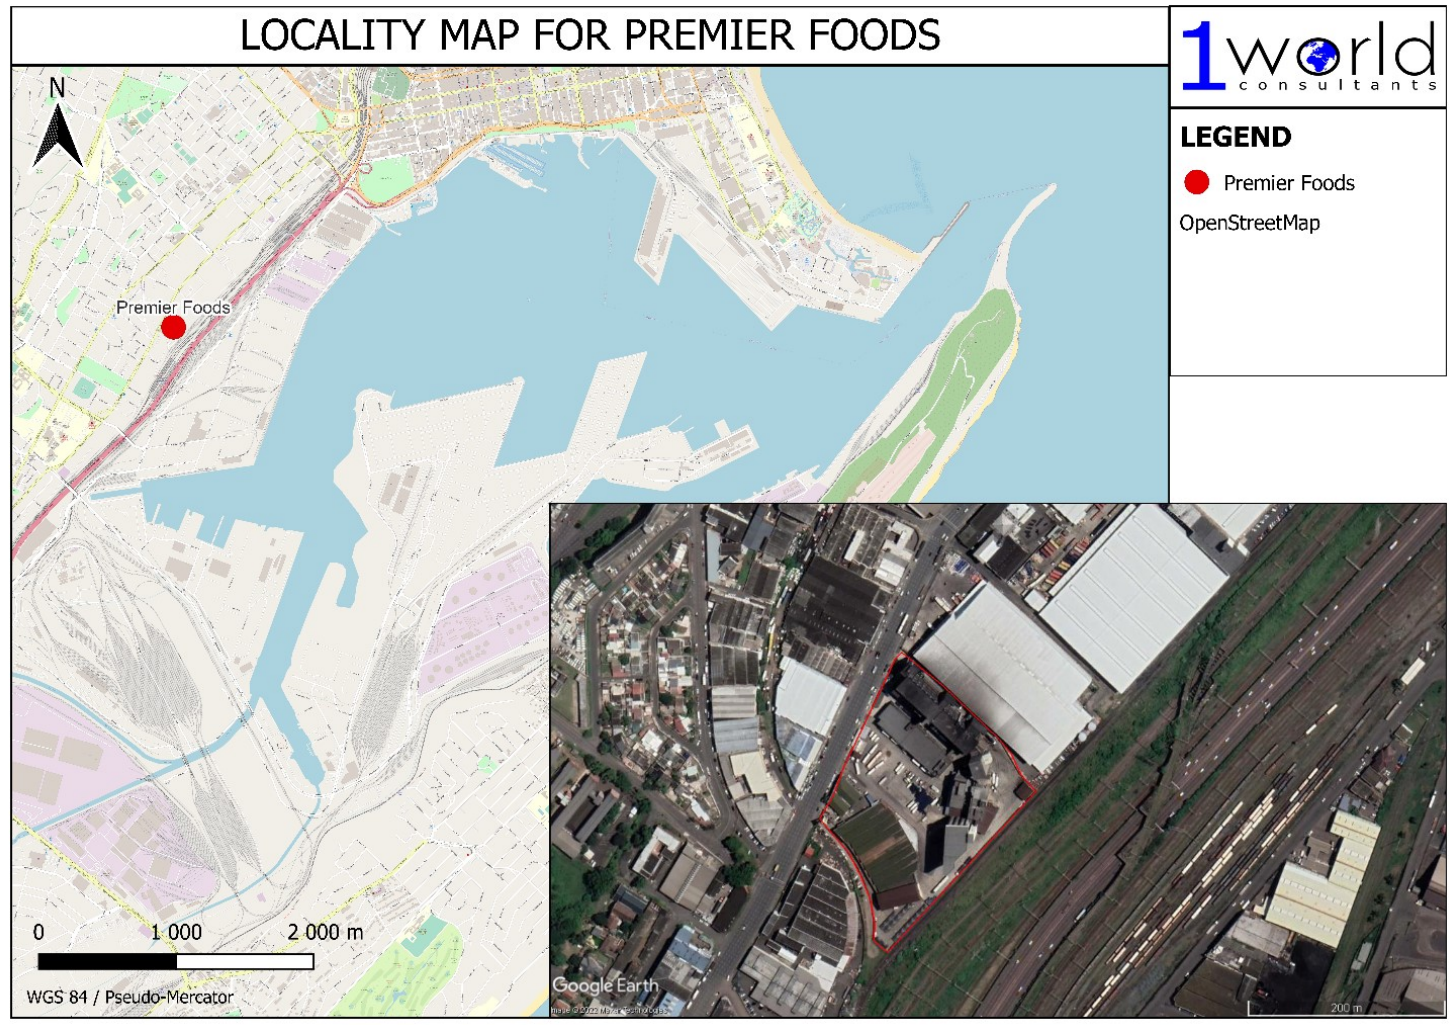 LOCALITY MAP FOR PREMIER FOODS
1world
consultants
N
LEGEND
Premier Foods
OpenStreetMap
Premier Foods
0 1 000 2 000 m
WGS 84 / Pseudo-Mercator
Google Earth
200 m